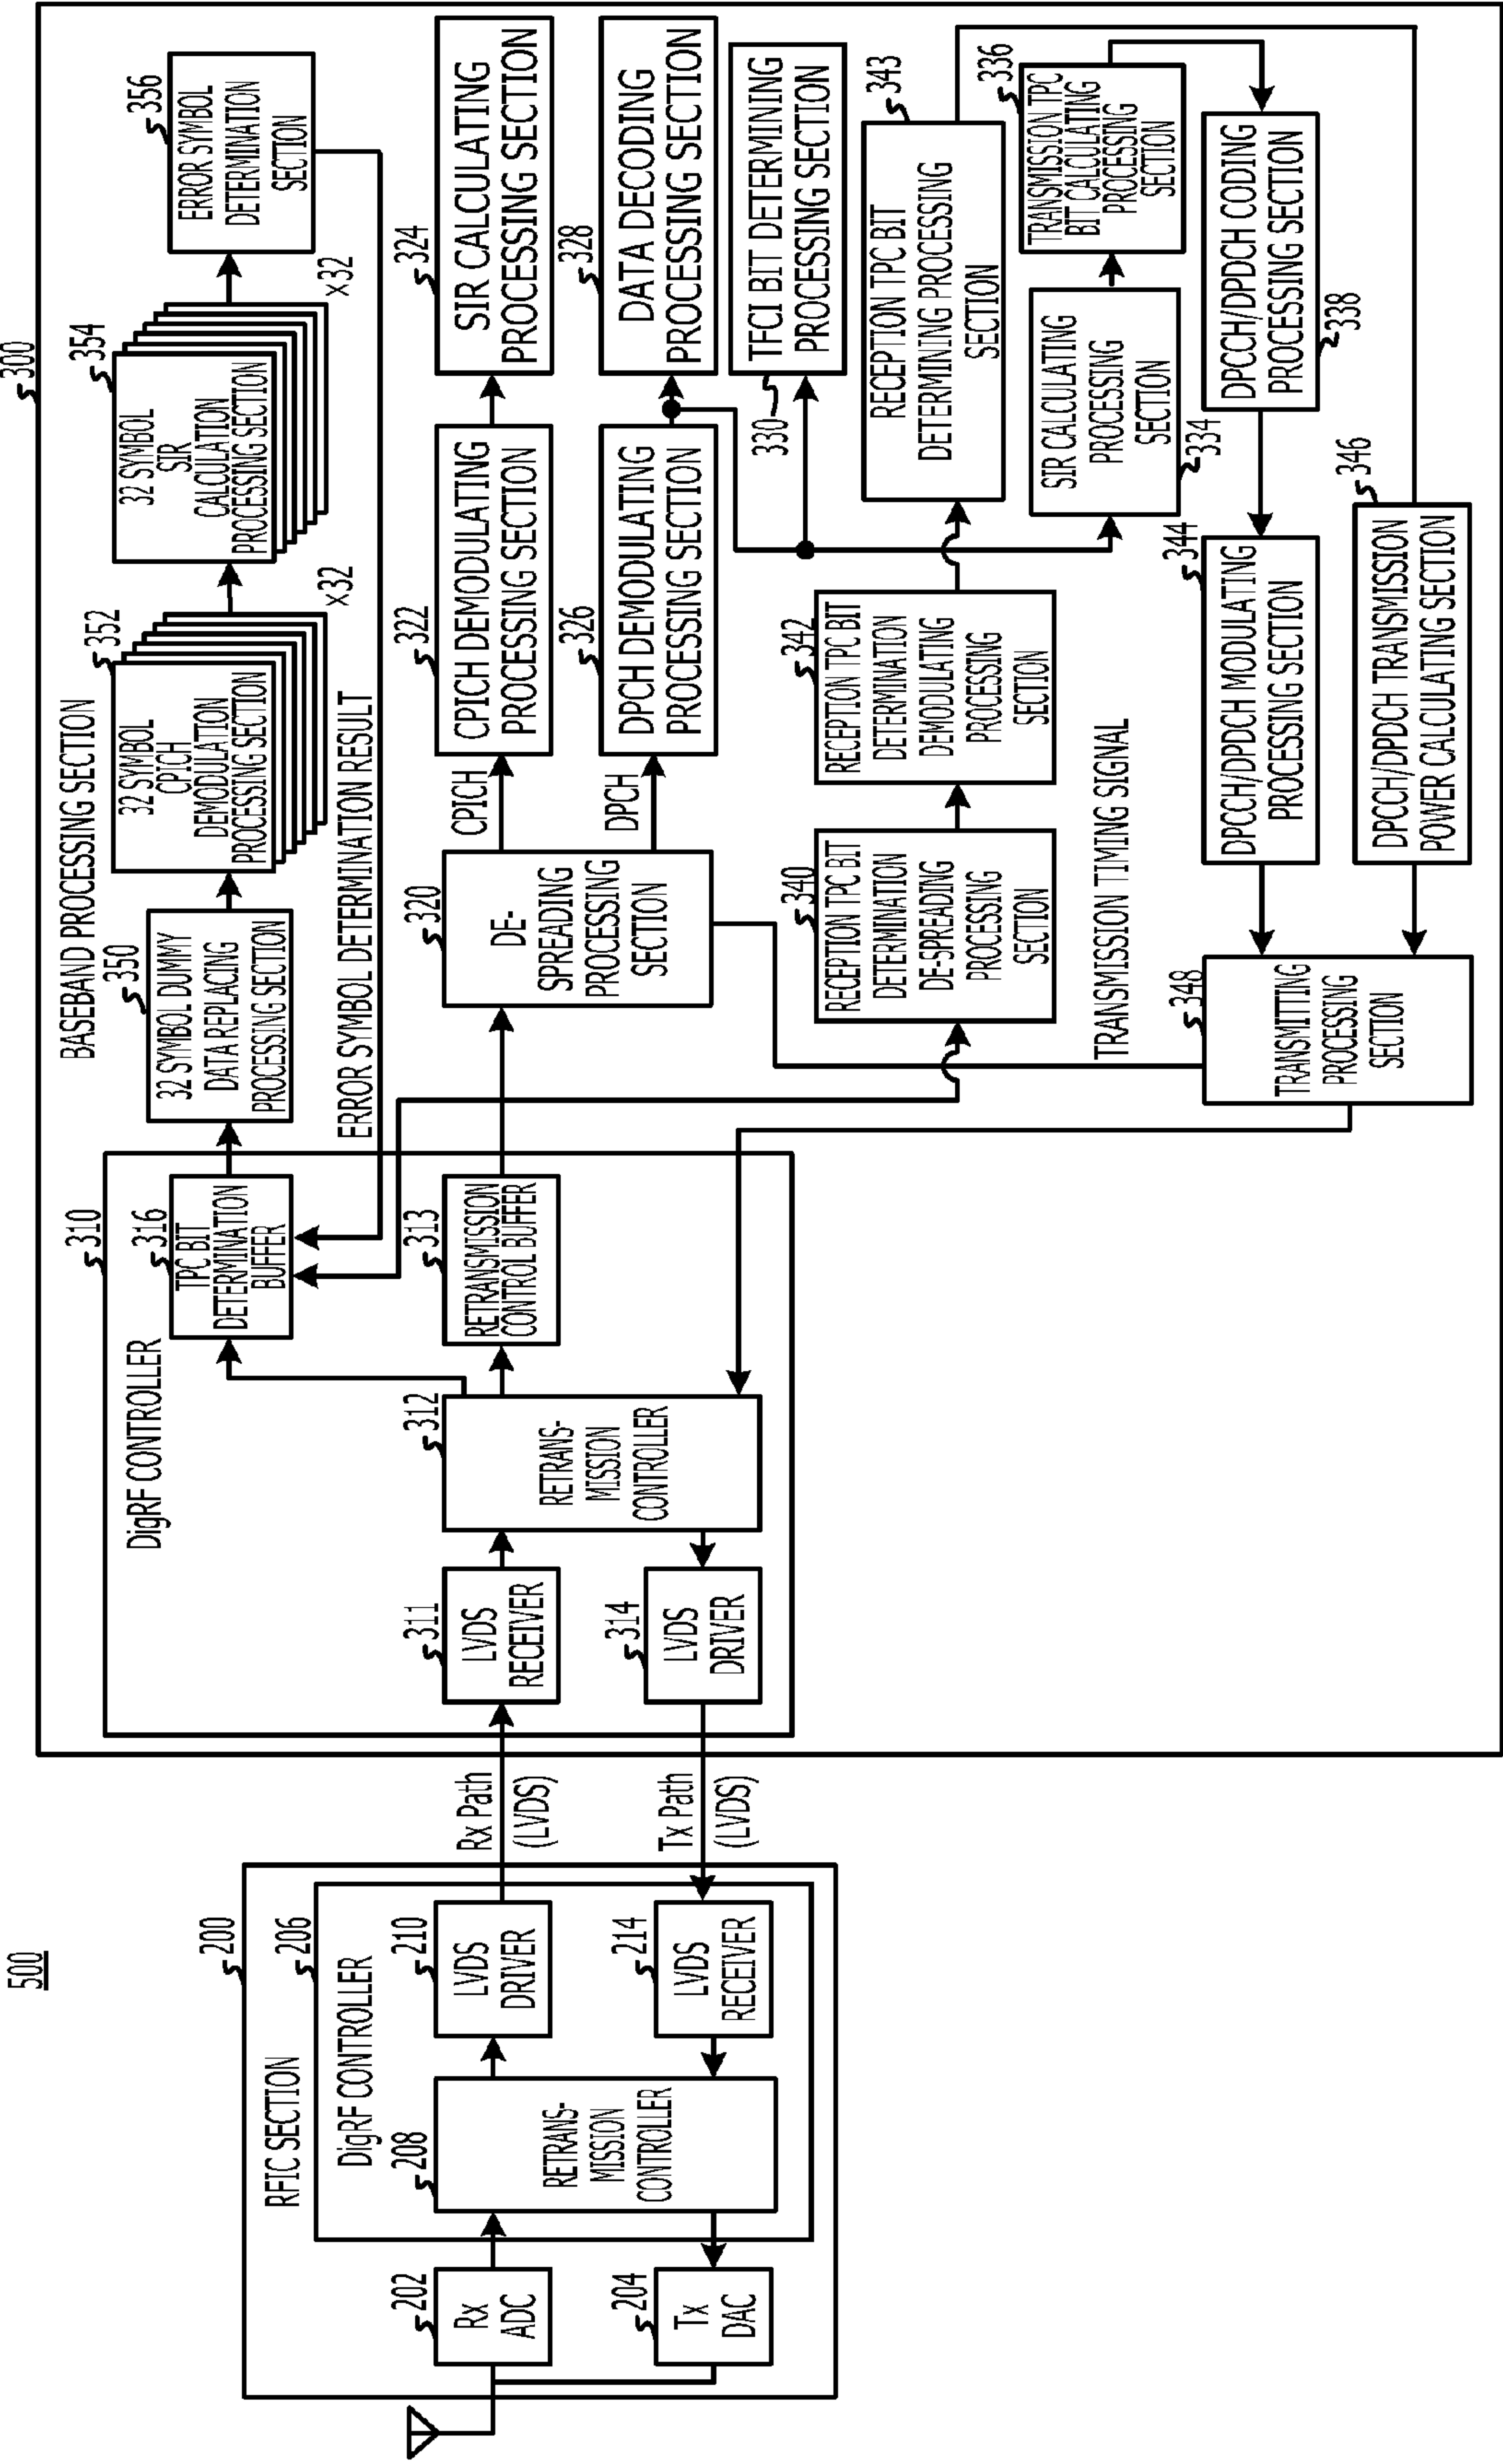 500
200
RFIC SECTION
206
DigRF CONTROLLER
202
Rx
ADC
204
Tx
DAC
208
RETRANS-
MISSION
CONTROLLER
210
LVDS
DRIVER
214
LVDS
RECEIVER
Rx Path
(LVDS)
Tx Path
(LVDS)
300
BASEBAND PROCESSING SECTION
310
DigRF CONTROLLER
311
LVDS
RECEIVER
314
LVDS
DRIVER
312
RETRANS-
MISSION
CONTROLLER
313
RETRANSMISSION
CONTROL BUFFER
316
TPC BIT
DETERMINATION
BUFFER
350
32 SYMBOL DUMMY
DATA REPLACING
PROCESSING SECTION
352
32 SYMBOL
CPICH
DEMODULATION
PROCESSING SECTION
×32
354
32 SYMBOL
SIR
CALCULATION
PROCESSING SECTION
×32
356
ERROR SYMBOL
DETERMINATION
SECTION
ERROR SYMBOL DETERMINATION RESULT
320
DE-
SPREADING
PROCESSING
SECTION
CPICH
DPCH
322
CPICH DEMODULATING
PROCESSING SECTION
324
SIR CALCULATING
PROCESSING SECTION
326
DPCH DEMODULATING
PROCESSING SECTION
328
DATA DECODING
PROCESSING SECTION
330
TFCI BIT DETERMINING
PROCESSING SECTION
340
RECEPTION TPC BIT
DETERMINATION
DE-SPREADING
PROCESSING
SECTION
342
RECEPTION TPC BIT
DETERMINATION
DEMODULATING
PROCESSING
SECTION
343
RECEPTION TPC BIT
DETERMINING PROCESSING
SECTION
334
SIR CALCULATING
PROCESSING
SECTION
336
TRANSMISSION TPC
BIT CALCULATING
PROCESSING
SECTION
338
DPCCH/DPDCH CODING
PROCESSING SECTION
TRANSMISSION TIMING SIGNAL
344
DPCCH/DPDCH MODULATING
PROCESSING SECTION
346
DPCCH/DPDCH TRANSMISSION
POWER CALCULATING SECTION
348
TRANSMITTING
PROCESSING
SECTION